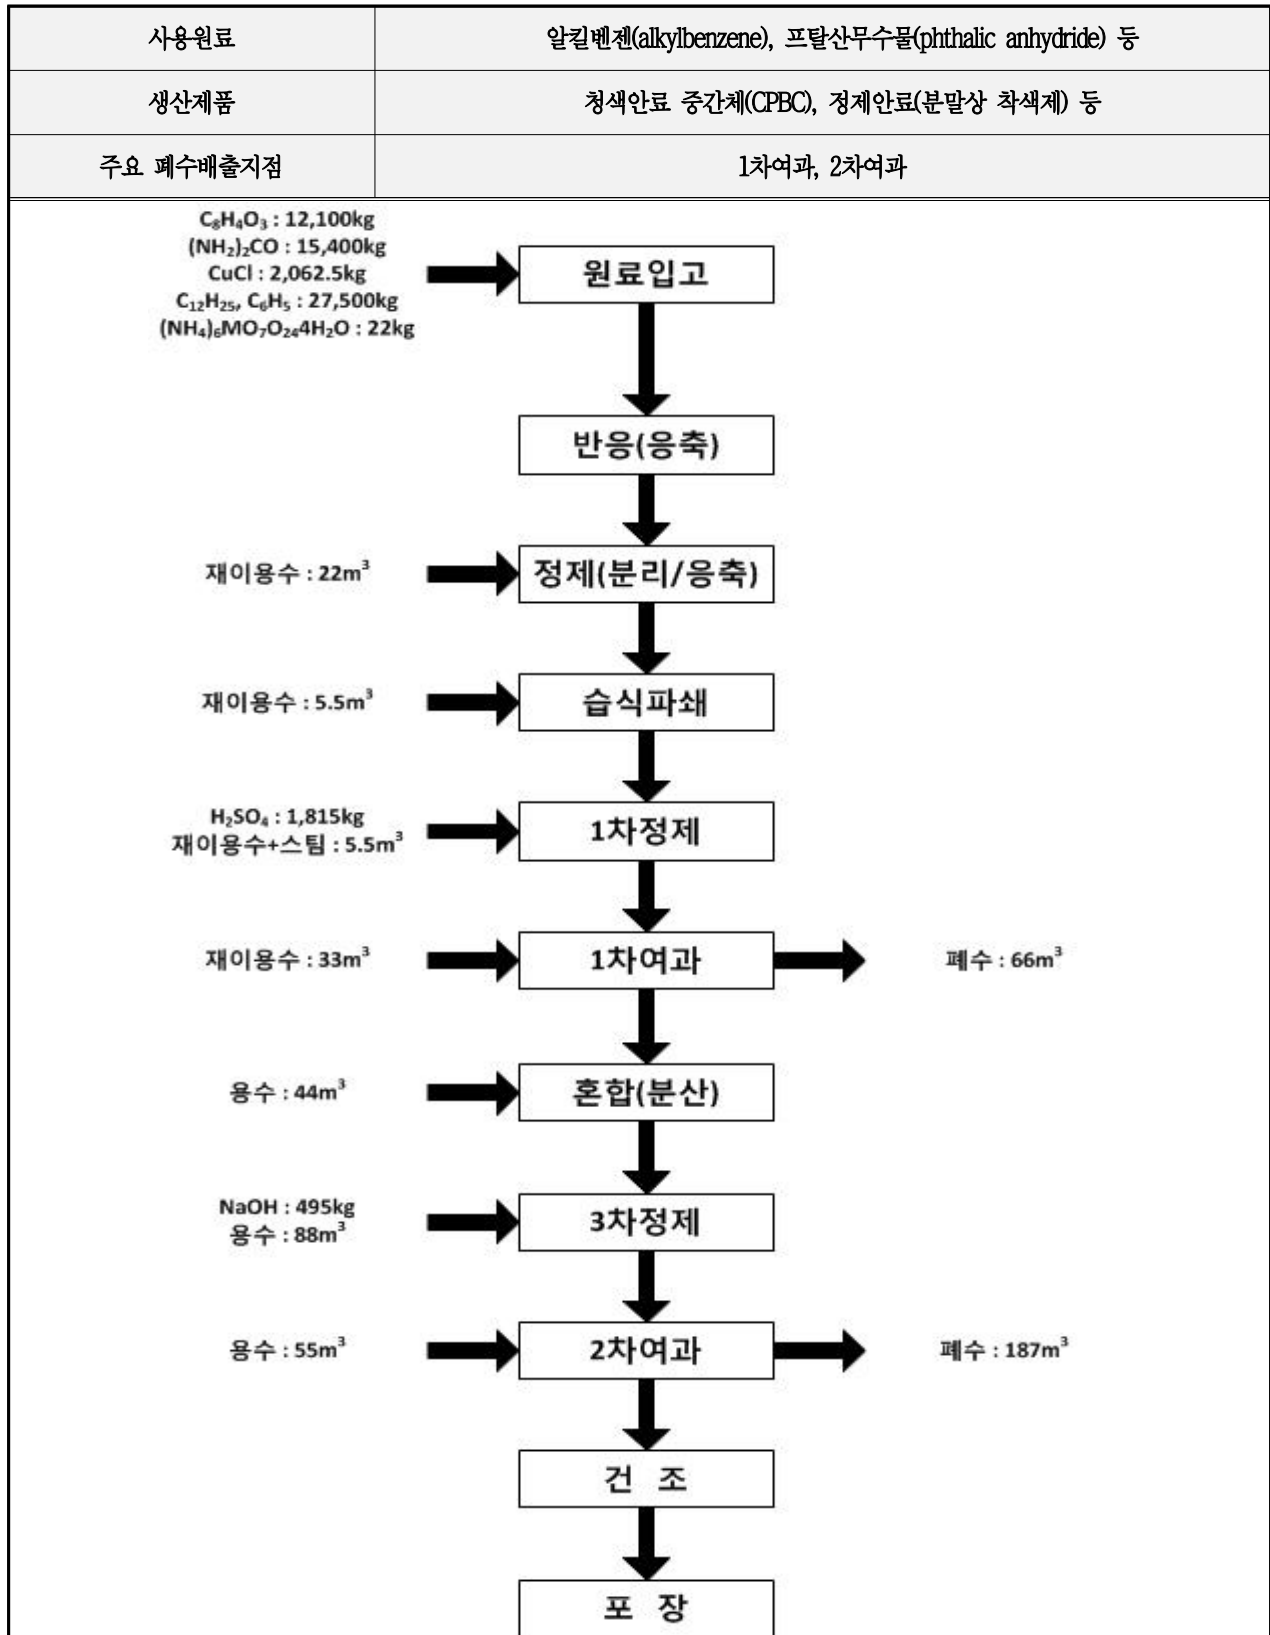 사용원료 알킬벤젠(alkylbenzene), 프탈산무수물(phthalic anhydride) 등
생산제품 청색안료 중간체(CPBC), 정제안료(분말상 착색제) 등
주요 폐수배출지점 1차여과, 2차여과
C₈H₄O₃ : 12,100kg
(NH₂)₂CO : 15,400kg
CuCl : 2,062.5kg
C₁₂H₂₅, C₆H₅ : 27,500kg
(NH₄)₆MO₇O₂₄4H₂O : 22kg
원료입고
반응(응축)
재이용수 : 22m³
정제(분리/응축)
재이용수 : 5.5m³
습식파쇄
H₂SO₄ : 1,815kg
재이용수+스팀 : 5.5m³
1차정제
재이용수 : 33m³
1차여과
폐수 : 66m³
용수 : 44m³
혼합(분산)
NaOH : 495kg
용수 : 88m³
3차정제
용수 : 55m³
2차여과
폐수 : 187m³
건 조
포 장